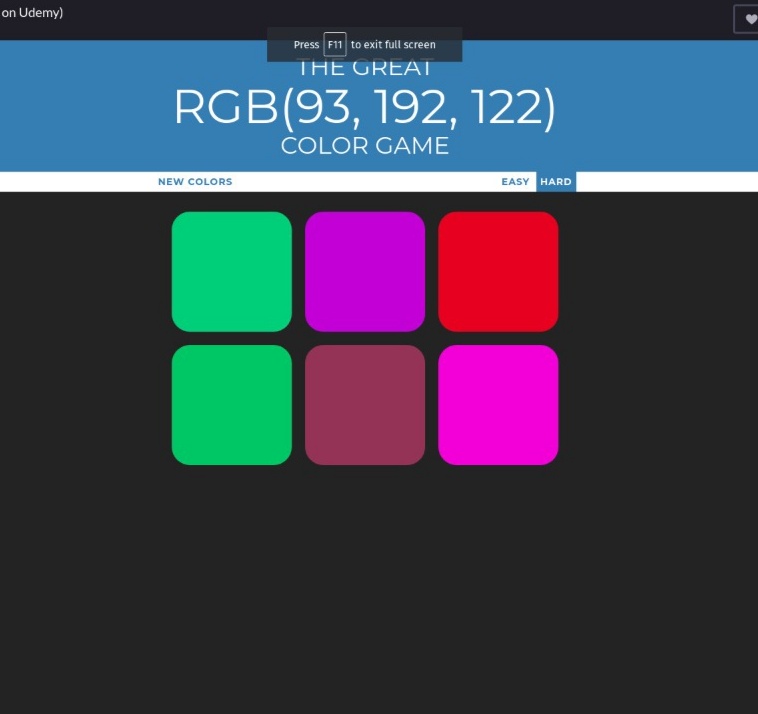 on Udemy)
Press F11 to exit full screen
THE GREAT
RGB(93, 192, 122)
COLOR GAME
NEW COLORS EASY HARD